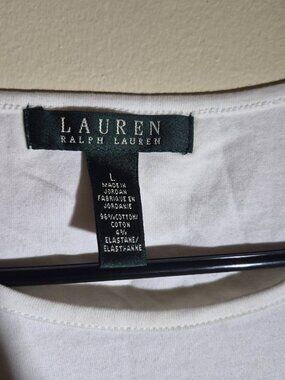 LAUREN
RALPH LAUREN
L
MADE IN
JORDAN
FABRIQUE EN
JORDANIE
96%COTTON/
COTON
4%
ELASTANE/
ELASTHANNE